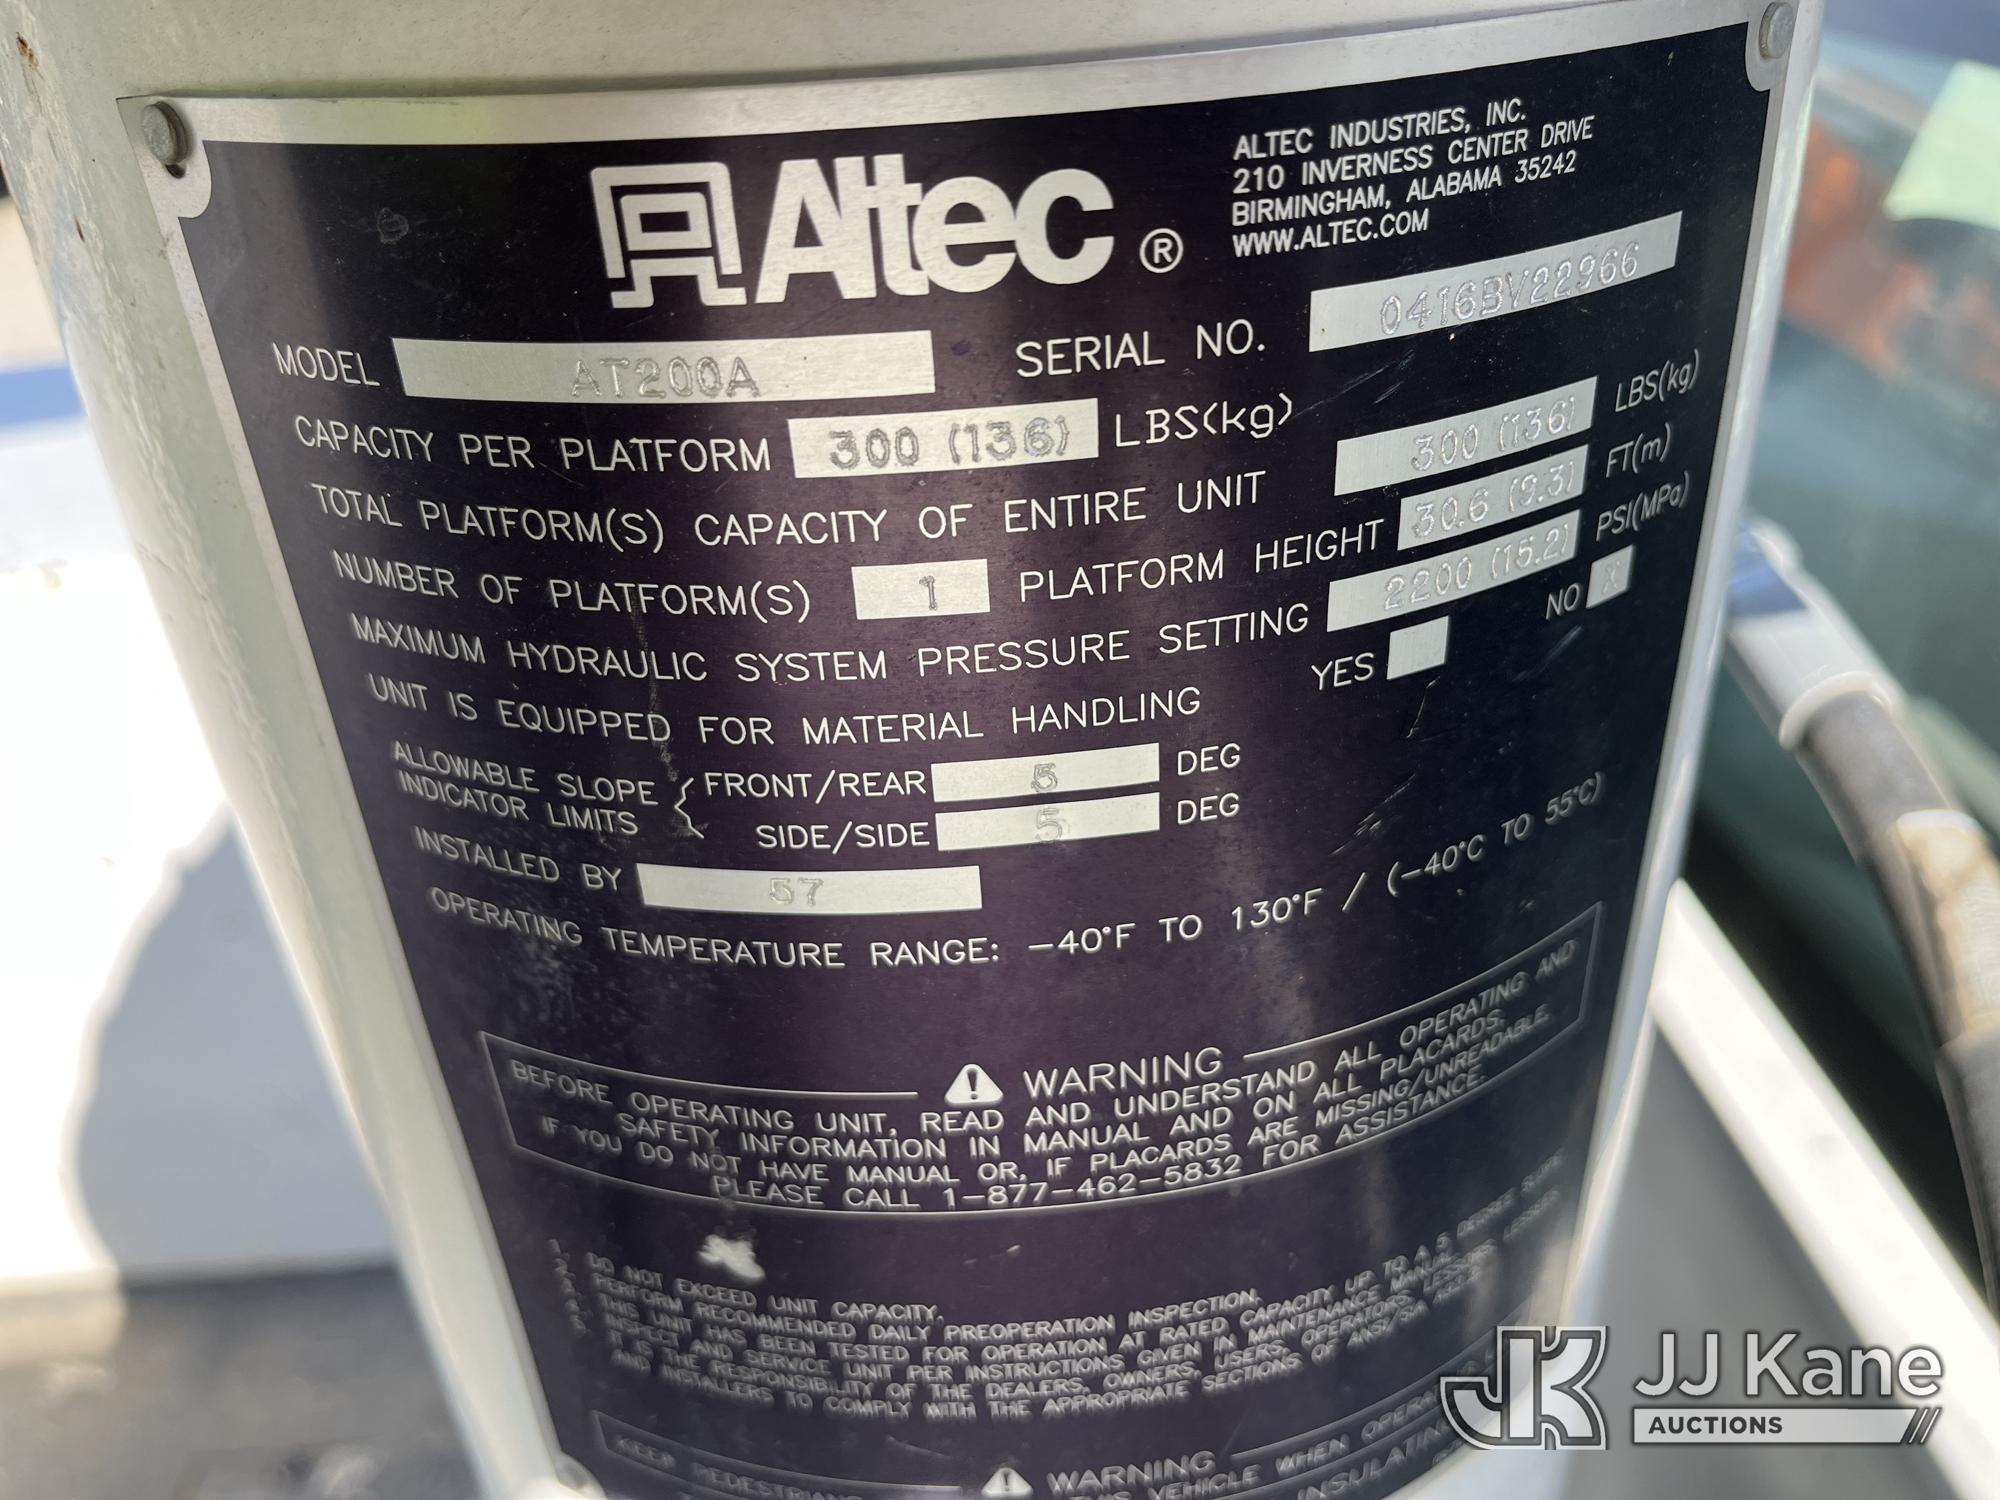 Altec ®
ALTEC INDUSTRIES, INC.
210 INVERNESS CENTER DRIVE
BIRMINGHAM, ALABAMA 35242
WWW.ALTEC.COM
MODEL AT200A SERIAL NO. 0416BV22966
CAPACITY PER PLATFORM 300 (136) LBS(kg)
TOTAL PLATFORM(S) CAPACITY OF ENTIRE UNIT 300 (136) LBS(kg)
NUMBER OF PLATFORM(S) 1 PLATFORM HEIGHT 30.6 (9.3) FT(m)
MAXIMUM HYDRAULIC SYSTEM PRESSURE SETTING 2200 (15.2) PSI(MPa)
UNIT IS EQUIPPED FOR MATERIAL HANDLING YES NO X
ALLOWABLE SLOPE FRONT/REAR 5 DEG
INDICATOR LIMITS SIDE/SIDE 5 DEG
INSTALLED BY 57
OPERATING TEMPERATURE RANGE: -40°F TO 130°F / (-40°C TO 55°C)
WARNING
BEFORE OPERATING UNIT, READ AND UNDERSTAND ALL OPERATING AND
SAFETY INFORMATION IN MANUAL AND ON ALL PLACARDS.
IF YOU DO NOT HAVE MANUAL OR, IF PLACARDS ARE MISSING/UNREADABLE,
PLEASE CALL 1-877-462-5832 FOR ASSISTANCE.
DO NOT EXCEED UNIT CAPACITY.
PERFORM RECOMMENDED DAILY PREOPERATION INSPECTION.
THIS UNIT HAS BEEN TESTED FOR OPERATION AT RATED CAPACITY UP TO A 5 DEGREE SLOPE
INSPECT AND SERVICE UNIT PER INSTRUCTIONS GIVEN IN MAINTENANCE MANUAL.
IT IS THE RESPONSIBILITY OF THE DEALERS, OWNERS, USERS, OPERATORS, LESSORS, LESSEES
AND INSTALLERS TO COMPLY WITH THE APPROPRIATE SECTIONS OF ANSI/SIA
WARNING
KEEP PEDESTRIANS
THIS VEHICLE WHEN
JJ Kane
AUCTIONS